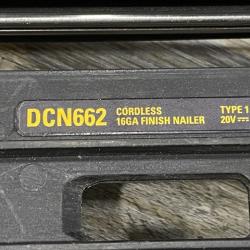 DCN662
CORDLESS
16GA FINISH NAILER
TYPE 1
20V ⎓